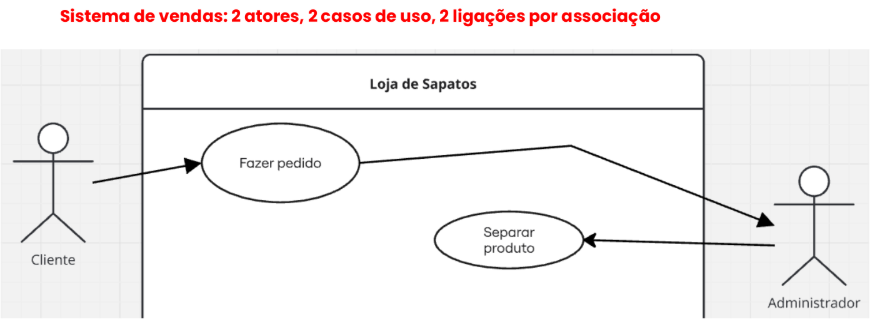 Sistema de vendas: 2 atores, 2 casos de uso, 2 ligações por associação
Loja de Sapatos
Fazer pedido
Separar
produto
Cliente
Administrador